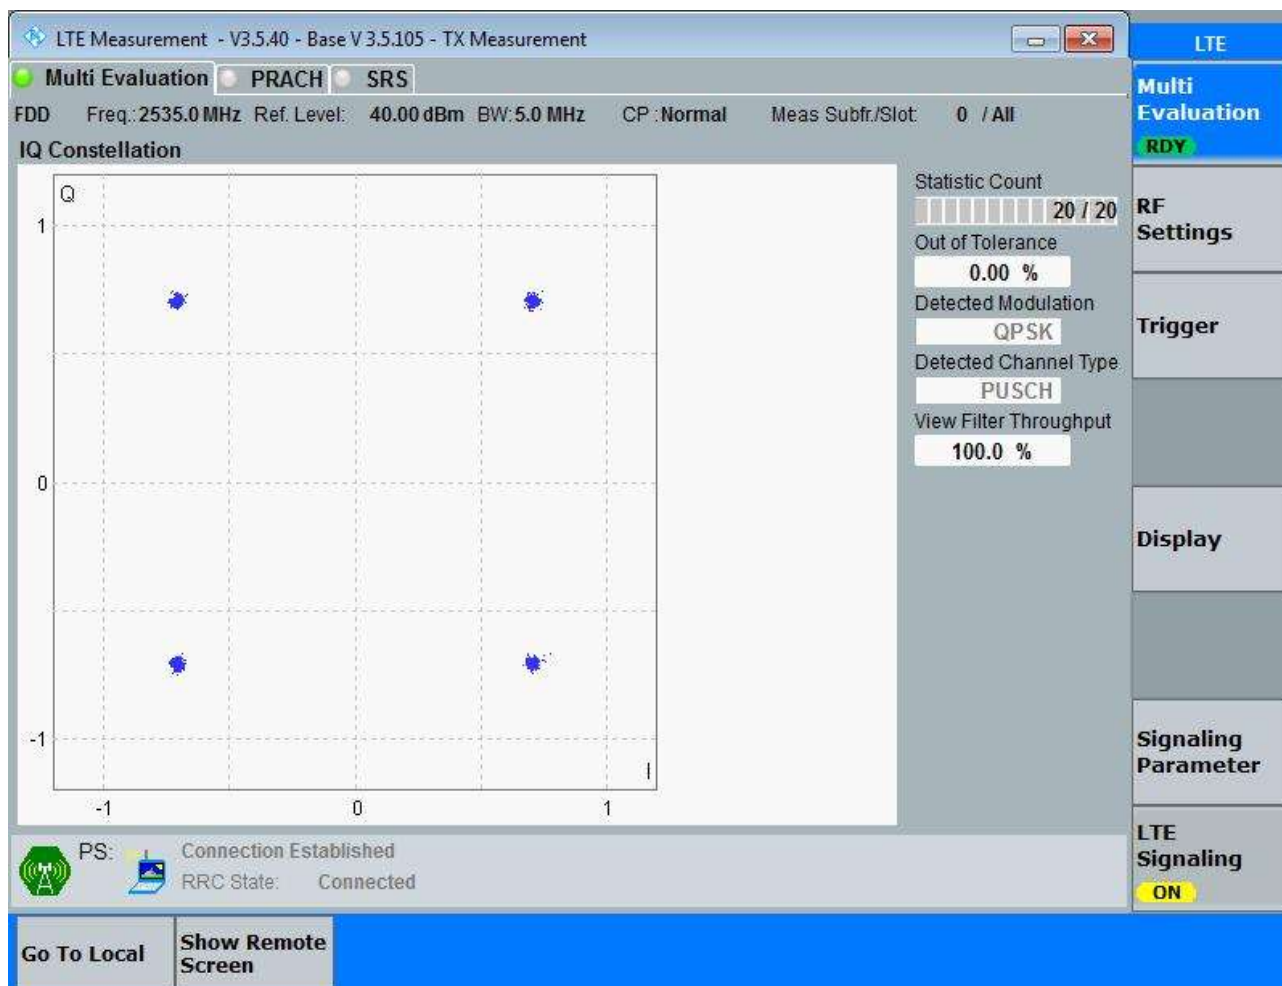 LTE Measurement - V3.5.40 - Base V 3.5.105 - TX Measurement
LTE
Multi Evaluation PRACH SRS
Multi
Evaluation
RDY
FDD Freq.:2535.0 MHz Ref. Level: 40.00 dBm BW:5.0 MHz CP :Normal Meas Subfr./Slot: 0 / All
IQ Constellation
Q
1
0
-1
I
-1 0 1
Statistic Count
20 / 20
Out of Tolerance
0.00 %
Detected Modulation
QPSK
Detected Channel Type
PUSCH
View Filter Throughput
100.0 %
RF
Settings
Trigger
Display
Signaling
Parameter
LTE
Signaling
ON
PS: Connection Established
RRC State: Connected
Go To Local
Show Remote
Screen